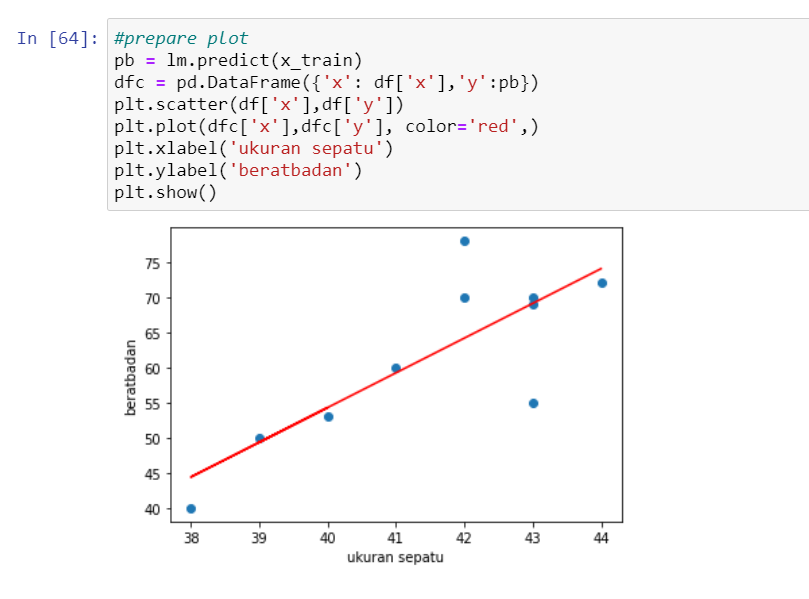 In [64]: #prepare plot
pb = lm.predict(x_train)
dfc = pd.DataFrame({'x': df['x'],'y':pb})
plt.scatter(df['x'],df['y'])
plt.plot(dfc['x'],dfc['y'], color='red',)
plt.xlabel('ukuran sepatu')
plt.ylabel('beratbadan')
plt.show()
75
70
65
60
55
50
45
40
beratbadan
38 39 40 41 42 43 44
ukuran sepatu